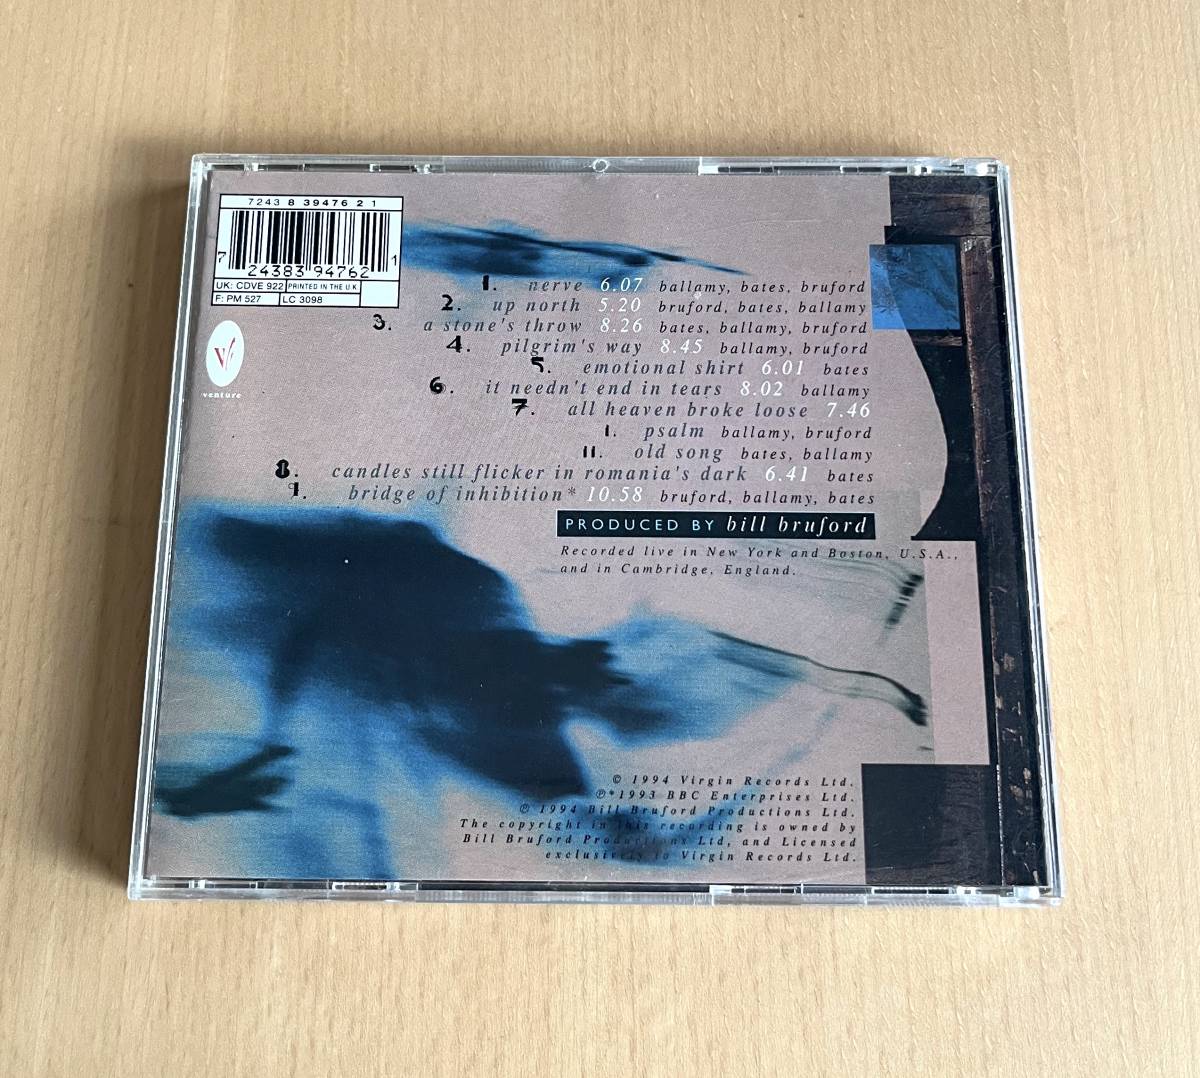 7243 8 39476 2 1
7 24383 94762 1
UK: CDVE 922 PRINTED IN THE U.K
F: PM 527 LC 3098
V
venture
1. nerve 6.07 ballamy, bates, bruford
2. up north 5.20 bruford, bates, ballamy
3. a stone's throw 8.26 bates, ballamy, bruford
4. pilgrim's way 8.45 ballamy, bruford
5. emotional shirt 6.01 bates
6. it needn't end in tears 8.02 ballamy
7. all heaven broke loose 7.46
I. psalm ballamy, bruford
II. old song bates, ballamy
8. candles still flicker in romania's dark 6.41 bates
9. bridge of inhibition* 10.58 bruford, ballamy, bates
PRODUCED BY bill bruford
Recorded live in New York and Boston, U.S.A.,
and in Cambridge, England.
© 1994 Virgin Records Ltd.
℗*1993 BBC Enterprises Ltd.
℗ 1994 Bill Bruford Productions Ltd.
The copyright in this recording is owned by
Bill Bruford Productions Ltd, and Licensed
exclusively to Virgin Records Ltd.